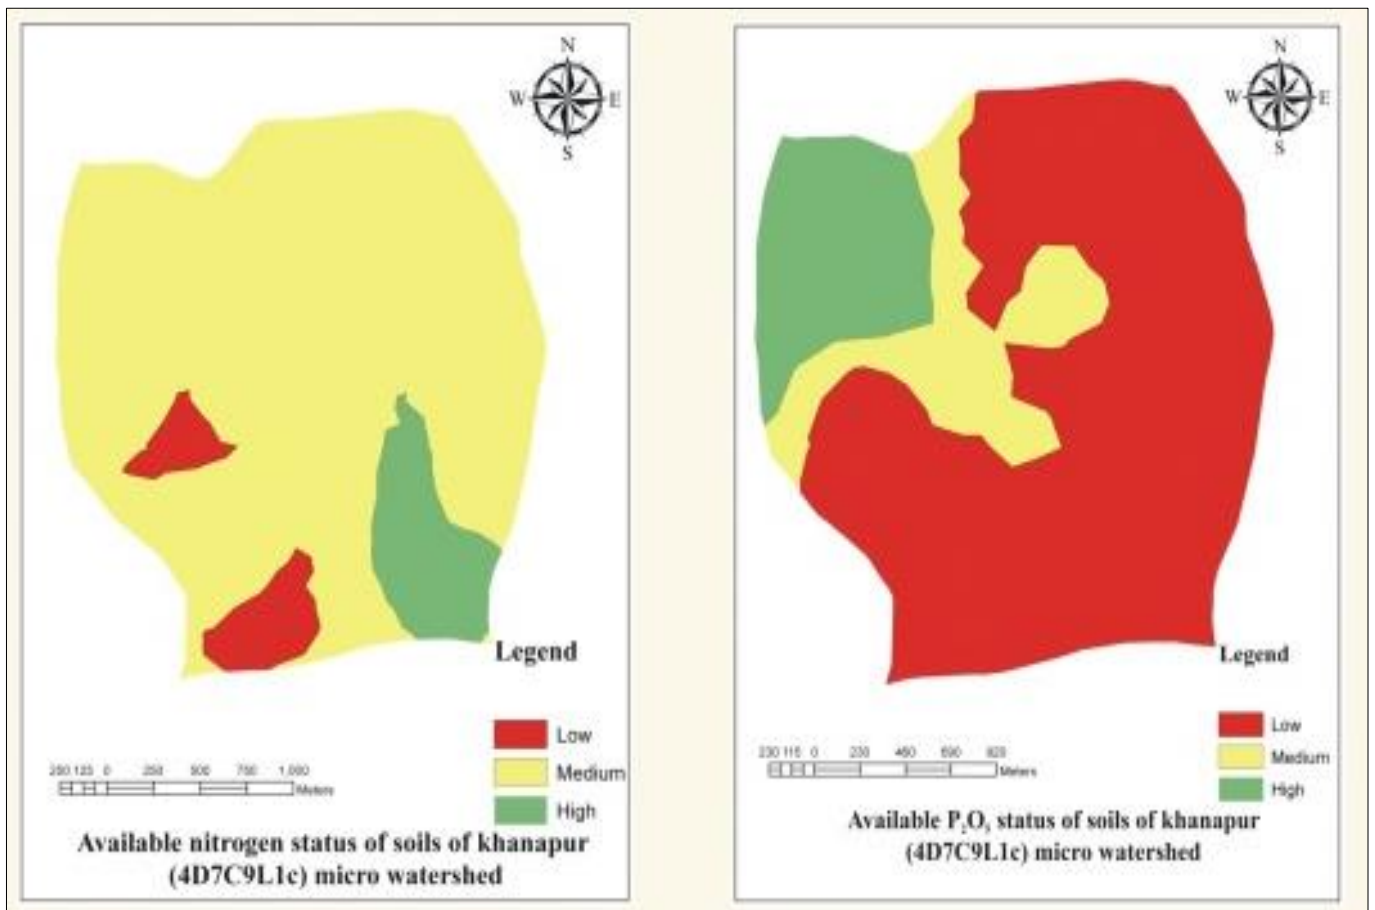 N
W E
S
Legend
Low
Medium
High
250 125 0 250 500 750 1,000
Meters
Available nitrogen status of soils of khanapur
(4D7C9L1c) micro watershed
N
W E
S
Legend
Low
Medium
High
230 115 0 230 460 690 920
Meters
Available P₂O₅ status of soils of khanapur
(4D7C9L1c) micro watershed